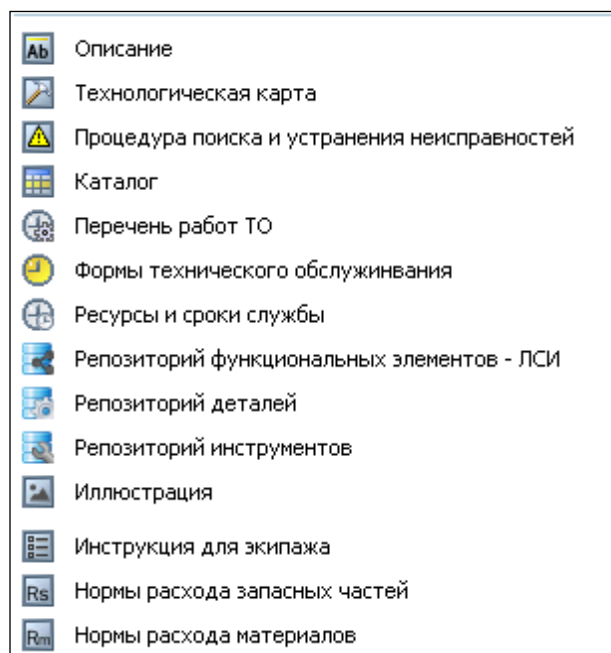 Ab Описание
Технологическая карта
Процедура поиска и устранения неисправностей
Каталог
Перечень работ ТО
Формы технического обслужинвания
Ресурсы и сроки службы
Репозиторий функциональных элементов - ЛСИ
Репозиторий деталей
Репозиторий инструментов
Иллюстрация
Инструкция для экипажа
Rs Нормы расхода запасных частей
Rm Нормы расхода материалов